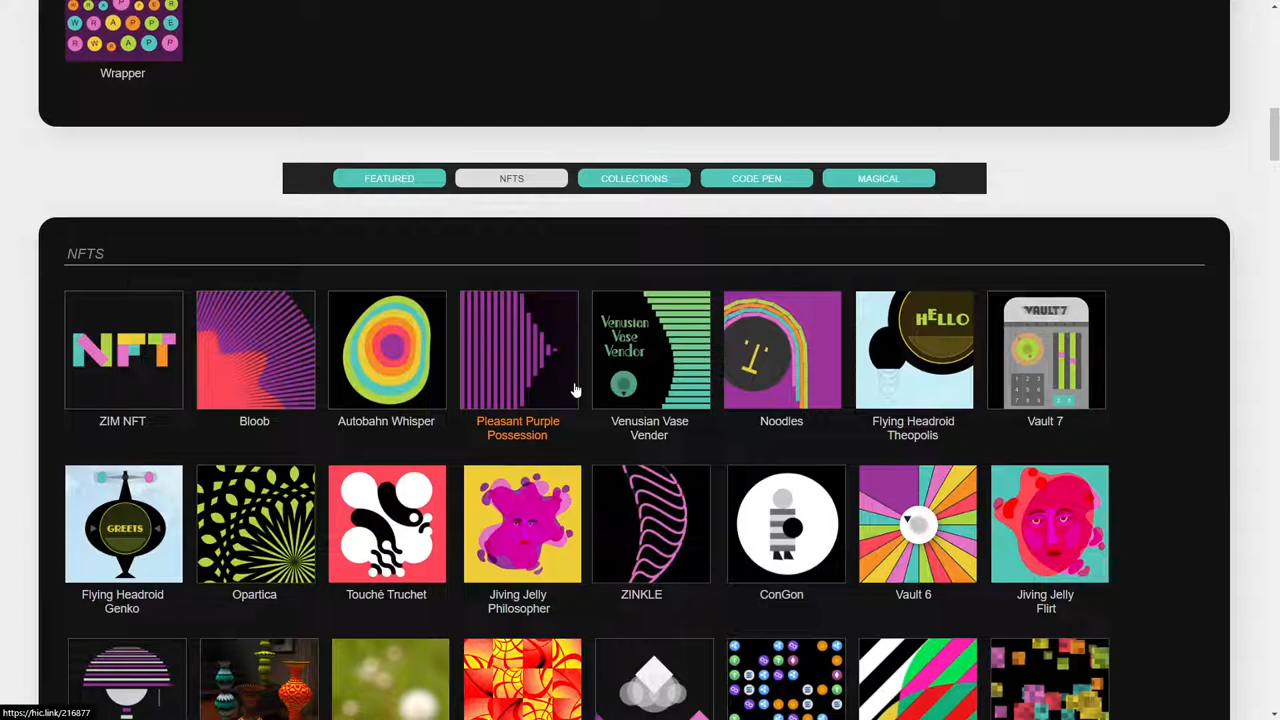 P E R
W R A P P E
R W A P P
Wrapper
FEATURED NFTS COLLECTIONS CODE PEN MAGICAL
NFTS
NFT
Venusian
Vase
Vendor
T
HELLO
VAULT7
ZIM NFT
Bloob
Autobahn Whisper
Pleasant Purple
Possession
Venusian Vase
Vender
Noodles
Flying Headroid
Theopolis
Vault 7
GREETS
Flying Headroid
Genko
Opartica
Touché Truchet
Jiving Jelly
Philosopher
ZINKLE
ConGon
Vault 6
Jiving Jelly
Flirt
https://hic.link/216877